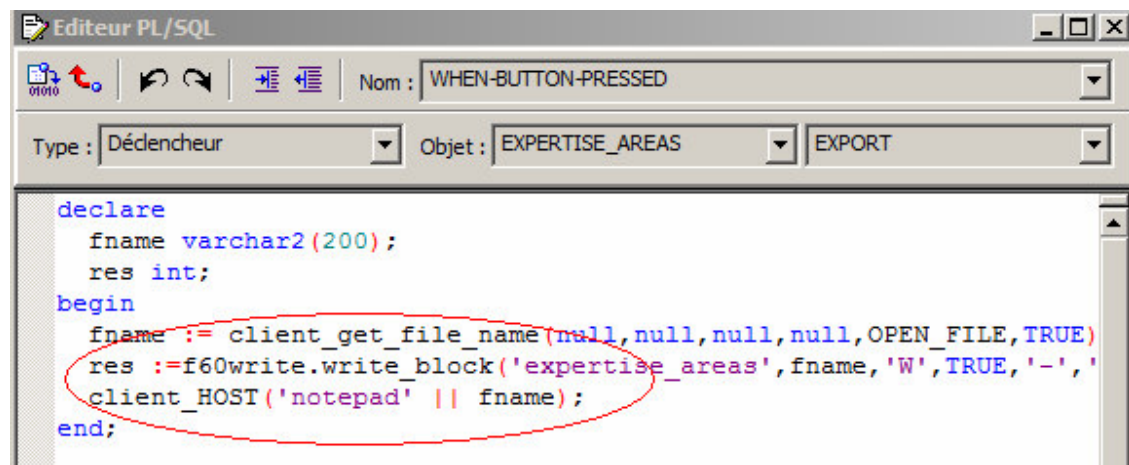 Editeur PL/SQL
Nom : WHEN-BUTTON-PRESSED
Type : Déclencheur Objet : EXPERTISE_AREAS EXPORT
declare
fname varchar2(200);
res int;
begin
fname := client_get_file_name(null,null,null,null,OPEN_FILE,TRUE)
res :=f60write.write_block('expertise_areas',fname,'W',TRUE,'-','
client_HOST('notepad' || fname);
end;